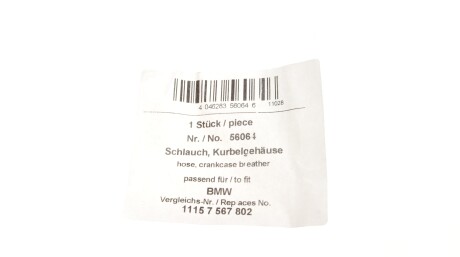 4 046283 56064 6
11028
1 Stück / piece
Nr. / No. 56064
Schlauch, Kurbelgehäuse
hose, crankcase breather
passend für / to fit
BMW
Vergleichs-Nr. / Replaces No.
1115 7 567 802